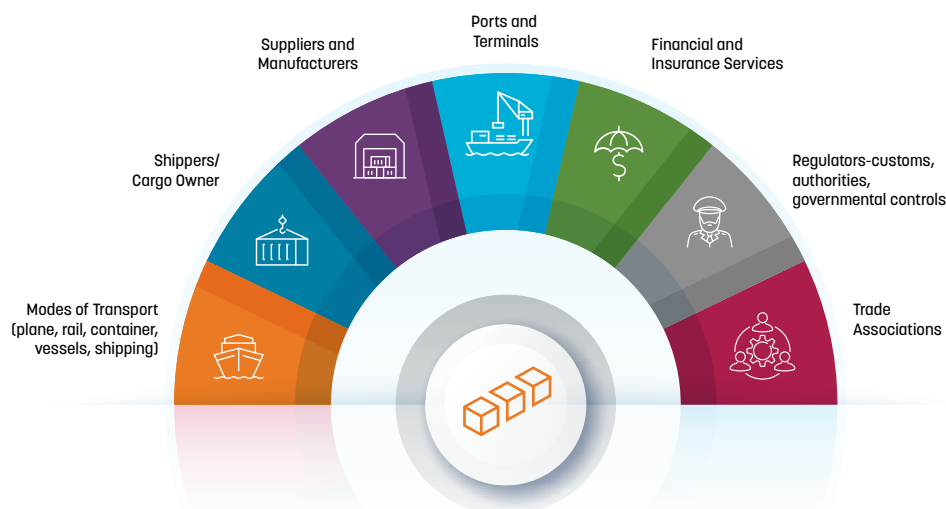 Ports and
Terminals
Suppliers and
Manufacturers
Financial and
Insurance Services
Shippers/
Cargo Owner
Regulators-customs,
authorities,
governmental controls
Modes of Transport
(plane, rail, container,
vessels, shipping)
Trade
Associations